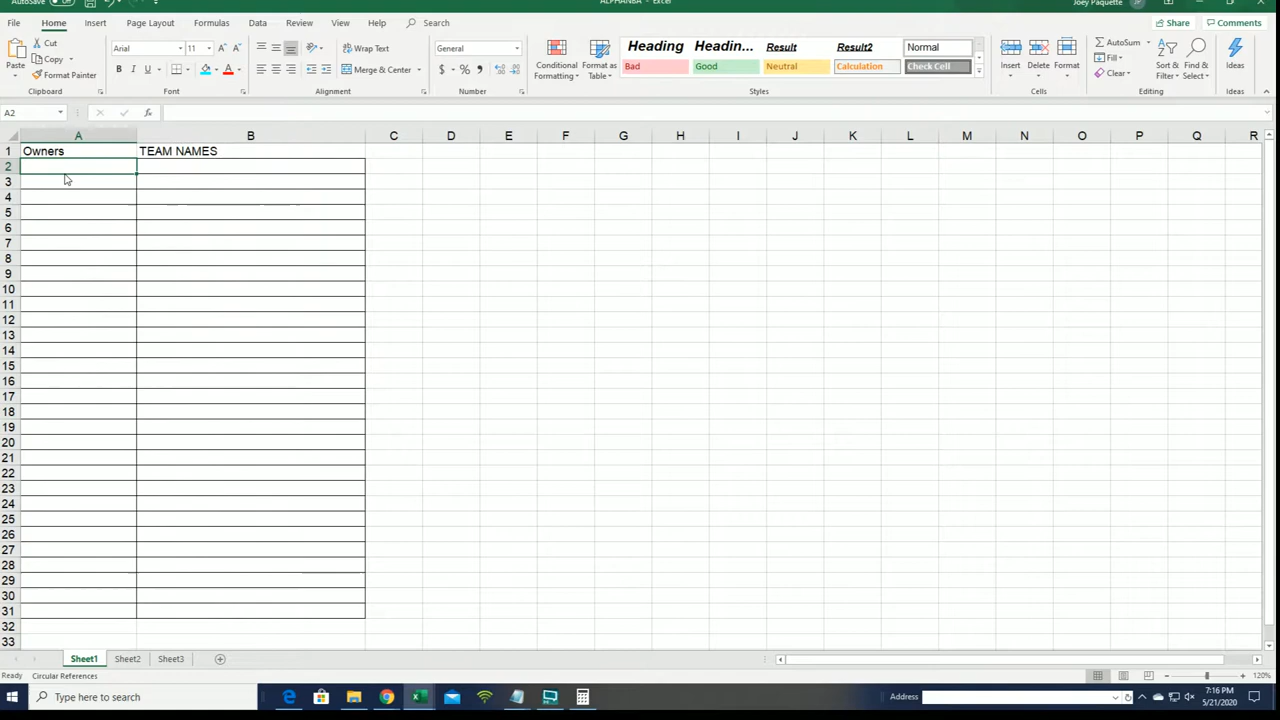 AutoSave Off ALPHANBA - Excel Joey Paquette JP
File Home Insert Page Layout Formulas Data Review View Help Search Share Comments
Paste Cut Copy Format Painter Clipboard
Arial 11 A A B I U A Font
Wrap Text Merge & Center Alignment
General $ % , Number
Conditional Formatting Format as Table
Heading Headin... Result Result2 Normal
Bad Good Neutral Calculation Check Cell
Styles
Insert Delete Format Cells
AutoSum Fill Clear Sort & Filter Find & Select Editing
Ideas Ideas
A2 fx
A B C D E F G H I J K L M N O P Q R
1 Owners TEAM NAMES
2
3
4
5
6
7
8
9
10
11
12
13
14
15
16
17
18
19
20
21
22
23
24
25
26
27
28
29
30
31
32
33
Sheet1 Sheet2 Sheet3
Ready Circular References 120%
Type here to search Address 7:16 PM
5/21/2020